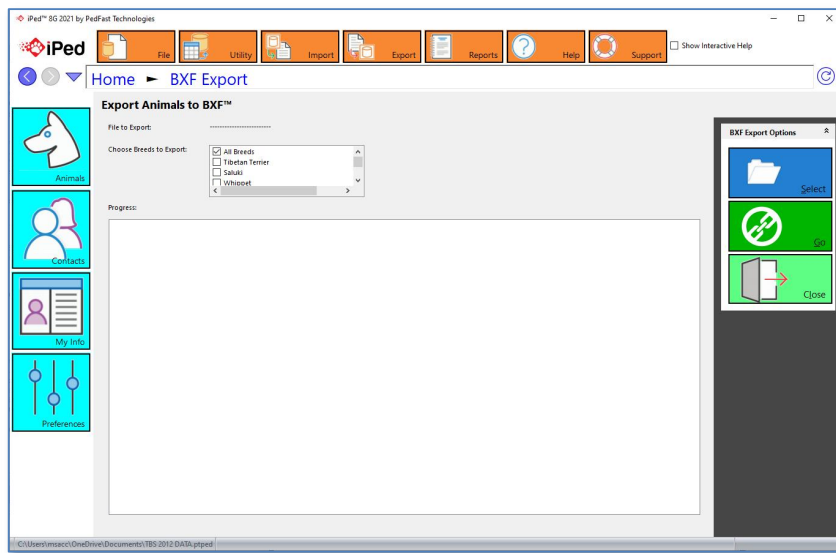 iPed™ 8G 2021 by PedFast Technologies
iPed
File
Utility
Import
Export
Reports
Help
Support
Show Interactive Help
Home ► BXF Export
Export Animals to BXF™
File to Export: ------------------------
Choose Breeds to Export:
All Breeds
Tibetan Terrier
Saluki
Whippet
Progress:
Animals
Contacts
My Info
Preferences
BXF Export Options
Select
Go
Close
C:\Users\msacc\OneDrive\Documents\TBS 2012 DATA.ptped